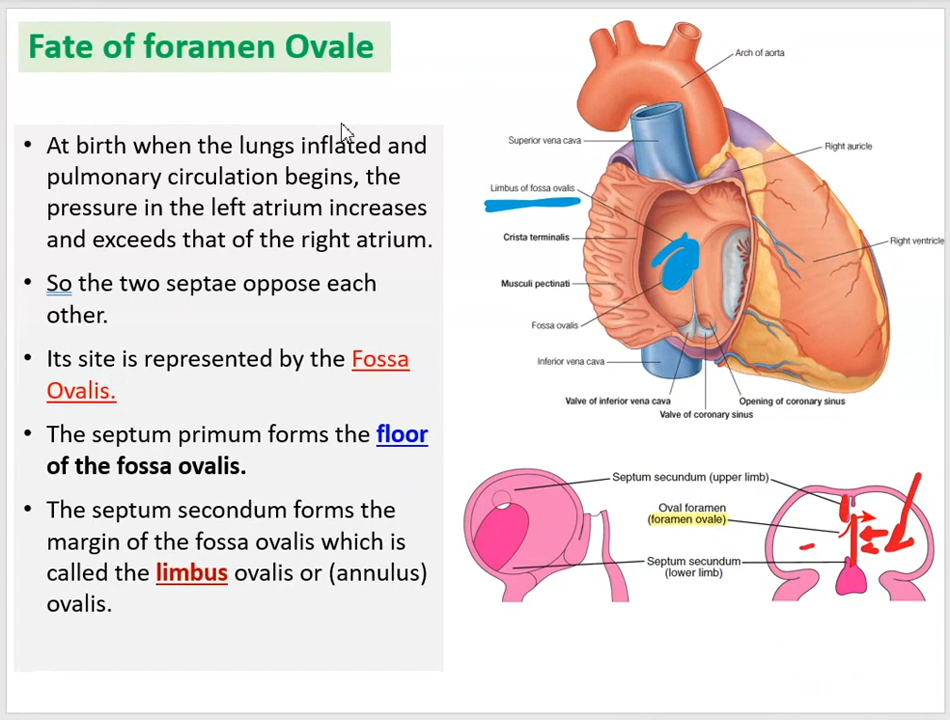 Fate of foramen Ovale
• At birth when the lungs inflated and
pulmonary circulation begins, the
pressure in the left atrium increases
and exceeds that of the right atrium.
• So the two septae oppose each
other.
• Its site is represented by the Fossa
Ovalis.
• The septum primum forms the floor
of the fossa ovalis.
• The septum secondum forms the
margin of the fossa ovalis which is
called the limbus ovalis or (annulus)
ovalis.
Arch of aorta
Superior vena cava
Right auricle
Limbus of fossa ovalis
Crista terminalis
Right ventricle
Musculi pectinati
Fossa ovalis
Inferior vena cava
Valve of inferior vena cava
Opening of coronary sinus
Valve of coronary sinus
Septum secundum (upper limb)
Oval foramen
(foramen ovale)
Septum secundum
(lower limb)